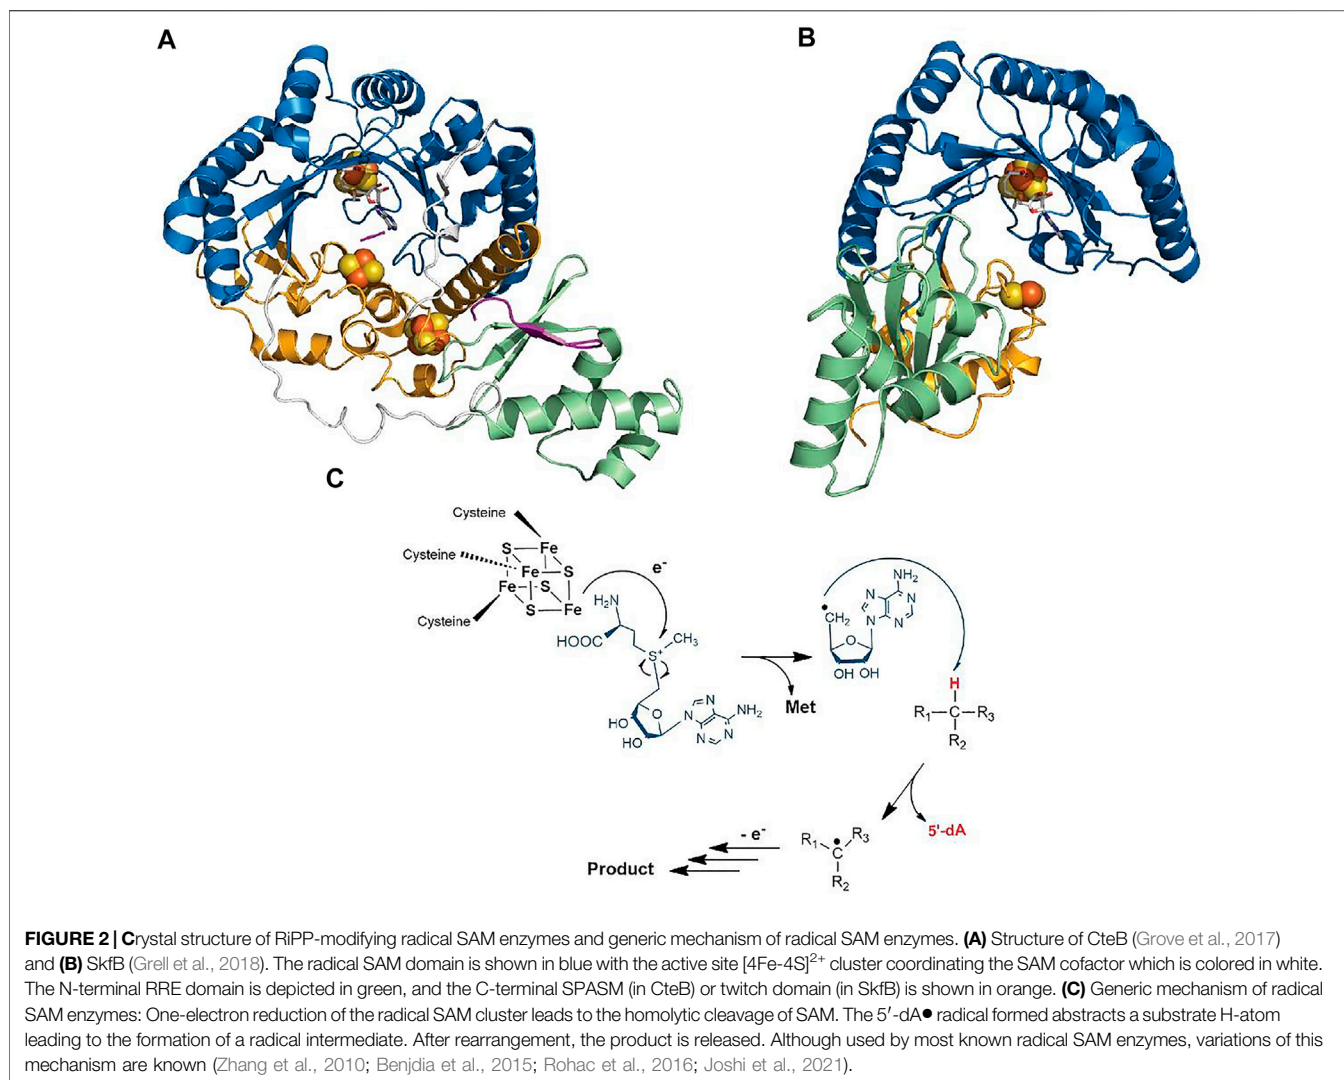 A
B
C
Cysteine
S
Fe
Cysteine
Fe
S
Fe
S
S
Fe
Cysteine
e-
H₂N
HOOC
CH₃
S⁺
O
N
N
N
N
NH₂
HO
HO
Met
NH₂
N
N
N
N
CH₂
O
OH OH
H
R₁
C
R₃
R₂
5'-dA
- e-
R₁
R₃
C
R₂
Product
FIGURE 2 | Crystal structure of RiPP-modifying radical SAM enzymes and generic mechanism of radical SAM enzymes. (A) Structure of CteB (Grove et al., 2017)
and (B) SkfB (Grell et al., 2018). The radical SAM domain is shown in blue with the active site [4Fe-4S]²⁺ cluster coordinating the SAM cofactor which is colored in white.
The N-terminal RRE domain is depicted in green, and the C-terminal SPASM (in CteB) or twitch domain (in SkfB) is shown in orange. (C) Generic mechanism of radical
SAM enzymes: One-electron reduction of the radical SAM cluster leads to the homolytic cleavage of SAM. The 5′-dA● radical formed abstracts a substrate H-atom
leading to the formation of a radical intermediate. After rearrangement, the product is released. Although used by most known radical SAM enzymes, variations of this
mechanism are known (Zhang et al., 2010; Benjdia et al., 2015; Rohac et al., 2016; Joshi et al., 2021).